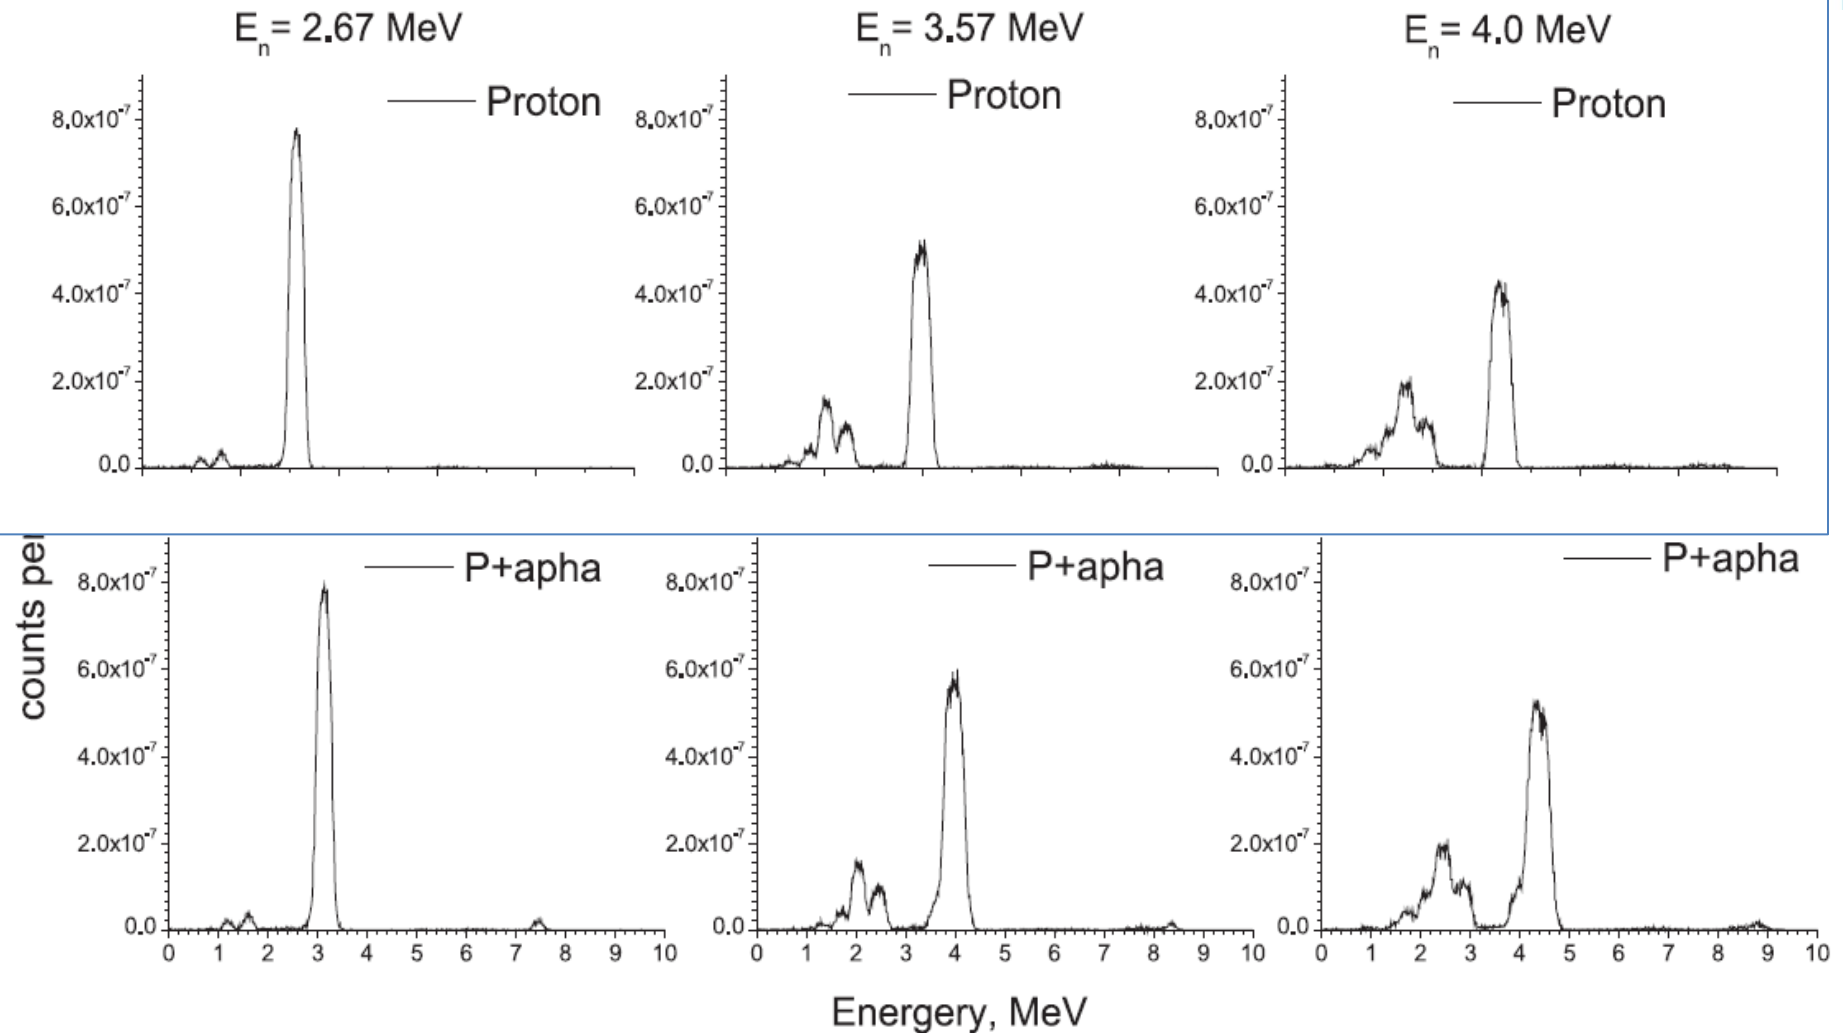 Eₙ= 2.67 MeV
Eₙ= 3.57 MeV
Eₙ= 4.0 MeV
Proton
Proton
Proton
8.0x10⁻⁷
6.0x10⁻⁷
4.0x10⁻⁷
2.0x10⁻⁷
0.0
8.0x10⁻⁷
6.0x10⁻⁷
4.0x10⁻⁷
2.0x10⁻⁷
0.0
8.0x10⁻⁷
6.0x10⁻⁷
4.0x10⁻⁷
2.0x10⁻⁷
0.0
counts per
P+apha
P+apha
P+apha
8.0x10⁻⁷
6.0x10⁻⁷
4.0x10⁻⁷
2.0x10⁻⁷
0.0
0 1 2 3 4 5 6 7 8 9 10
8.0x10⁻⁷
6.0x10⁻⁷
4.0x10⁻⁷
2.0x10⁻⁷
0.0
0 1 2 3 4 5 6 7 8 9 10
8.0x10⁻⁷
6.0x10⁻⁷
4.0x10⁻⁷
2.0x10⁻⁷
0.0
0 1 2 3 4 5 6 7 8 9 10
Energery, MeV